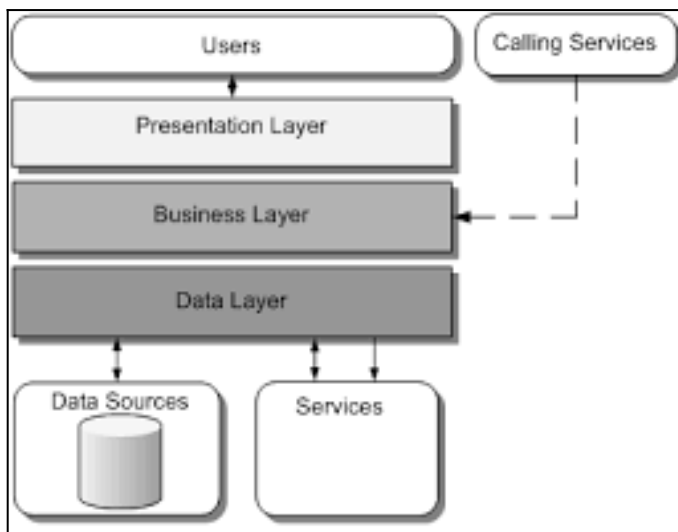 Users
Calling Services
Presentation Layer
Business Layer
Data Layer
Data Sources
Services